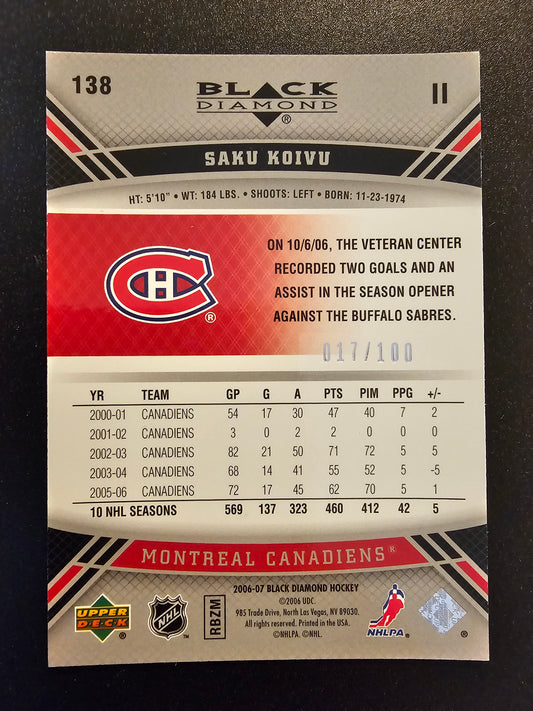 138
BLACK
DIAMOND®
II
SAKU KOIVU
HT: 5'10" • WT: 184 LBS. • SHOOTS: LEFT • BORN: 11-23-1974
CH
®
ON 10/6/06, THE VETERAN CENTER
RECORDED TWO GOALS AND AN
ASSIST IN THE SEASON OPENER
AGAINST THE BUFFALO SABRES.
017/100
YR TEAM GP G A PTS PIM PPG +/-
2000-01 CANADIENS 54 17 30 47 40 7 2
2001-02 CANADIENS 3 0 2 2 0 0 0
2002-03 CANADIENS 82 21 50 71 72 5 5
2003-04 CANADIENS 68 14 41 55 52 5 -5
2005-06 CANADIENS 72 17 45 62 70 5 1
10 NHL SEASONS 569 137 323 460 412 42 5
MONTREAL CANADIENS®
2006-07 BLACK DIAMOND HOCKEY
©2006 UDC.
985 Trade Drive, North Las Vegas, NV 89030.
All rights reserved. Printed in the USA.
©NHLPA. ©NHL.
UPPER
DECK
®
NHL
RBZM
NHLPA
®